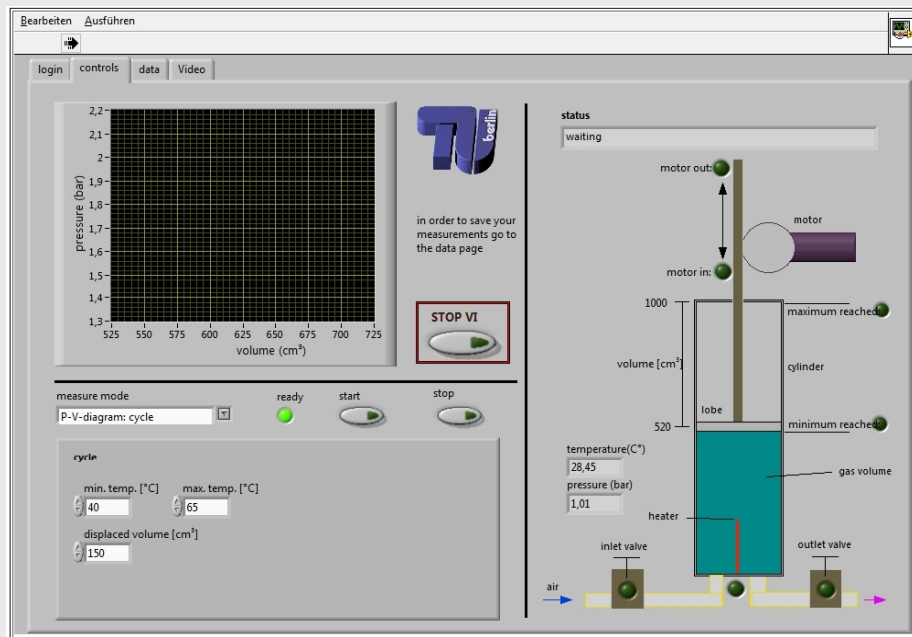 Bearbeiten Ausführen
login controls data Video
2,2
2,1
2
1,9
1,8
1,7
1,6
1,5
1,4
1,3
pressure (bar)
525 550 575 600 625 650 675 700 725
volume (cm³)
TU berlin
in order to save your
measurements go to
the data page
STOP VI
measure mode
P-V-diagram: cycle
ready
start
stop
cycle
min. temp. [°C] max. temp. [°C]
40 65
displaced volume [cm³]
150
status
waiting
motor out:
motor
motor in:
1000
maximum reached:
volume [cm³]
cylinder
lobe
520
minimum reached:
temperature(C°)
28,45
gas volume
pressure (bar)
1,01
heater
inlet valve
outlet valve
air